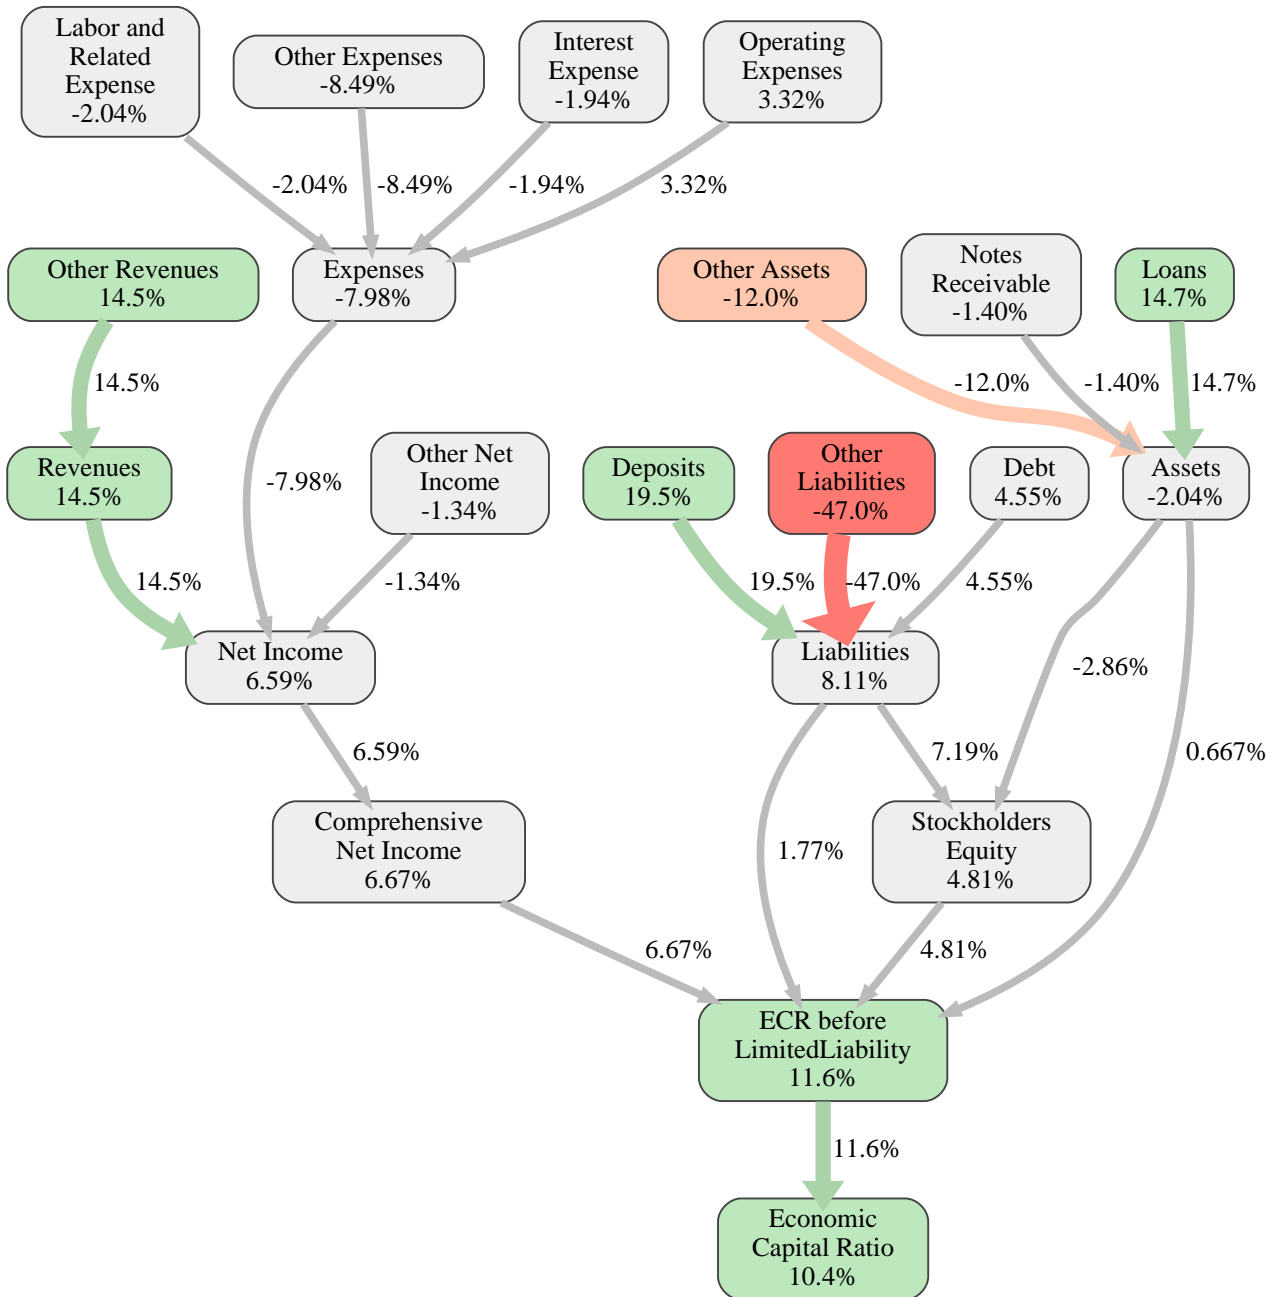 Labor and
Related
Expense
-2.04%
Other Expenses
-8.49%
Interest
Expense
-1.94%
Operating
Expenses
3.32%
-2.04%
-8.49%
-1.94%
3.32%
Other Revenues
14.5%
Expenses
-7.98%
Other Assets
-12.0%
Notes
Receivable
-1.40%
Loans
14.7%
14.5%
-12.0%
-1.40%
14.7%
Revenues
14.5%
-7.98%
Other Net
Income
-1.34%
Deposits
19.5%
Other
Liabilities
-47.0%
Debt
4.55%
Assets
-2.04%
14.5%
-1.34%
19.5%
-47.0%
4.55%
Net Income
6.59%
Liabilities
8.11%
-2.86%
6.59%
7.19%
0.667%
Comprehensive
Net Income
6.67%
1.77%
Stockholders
Equity
4.81%
6.67%
4.81%
ECR before
LimitedLiability
11.6%
11.6%
Economic
Capital Ratio
10.4%